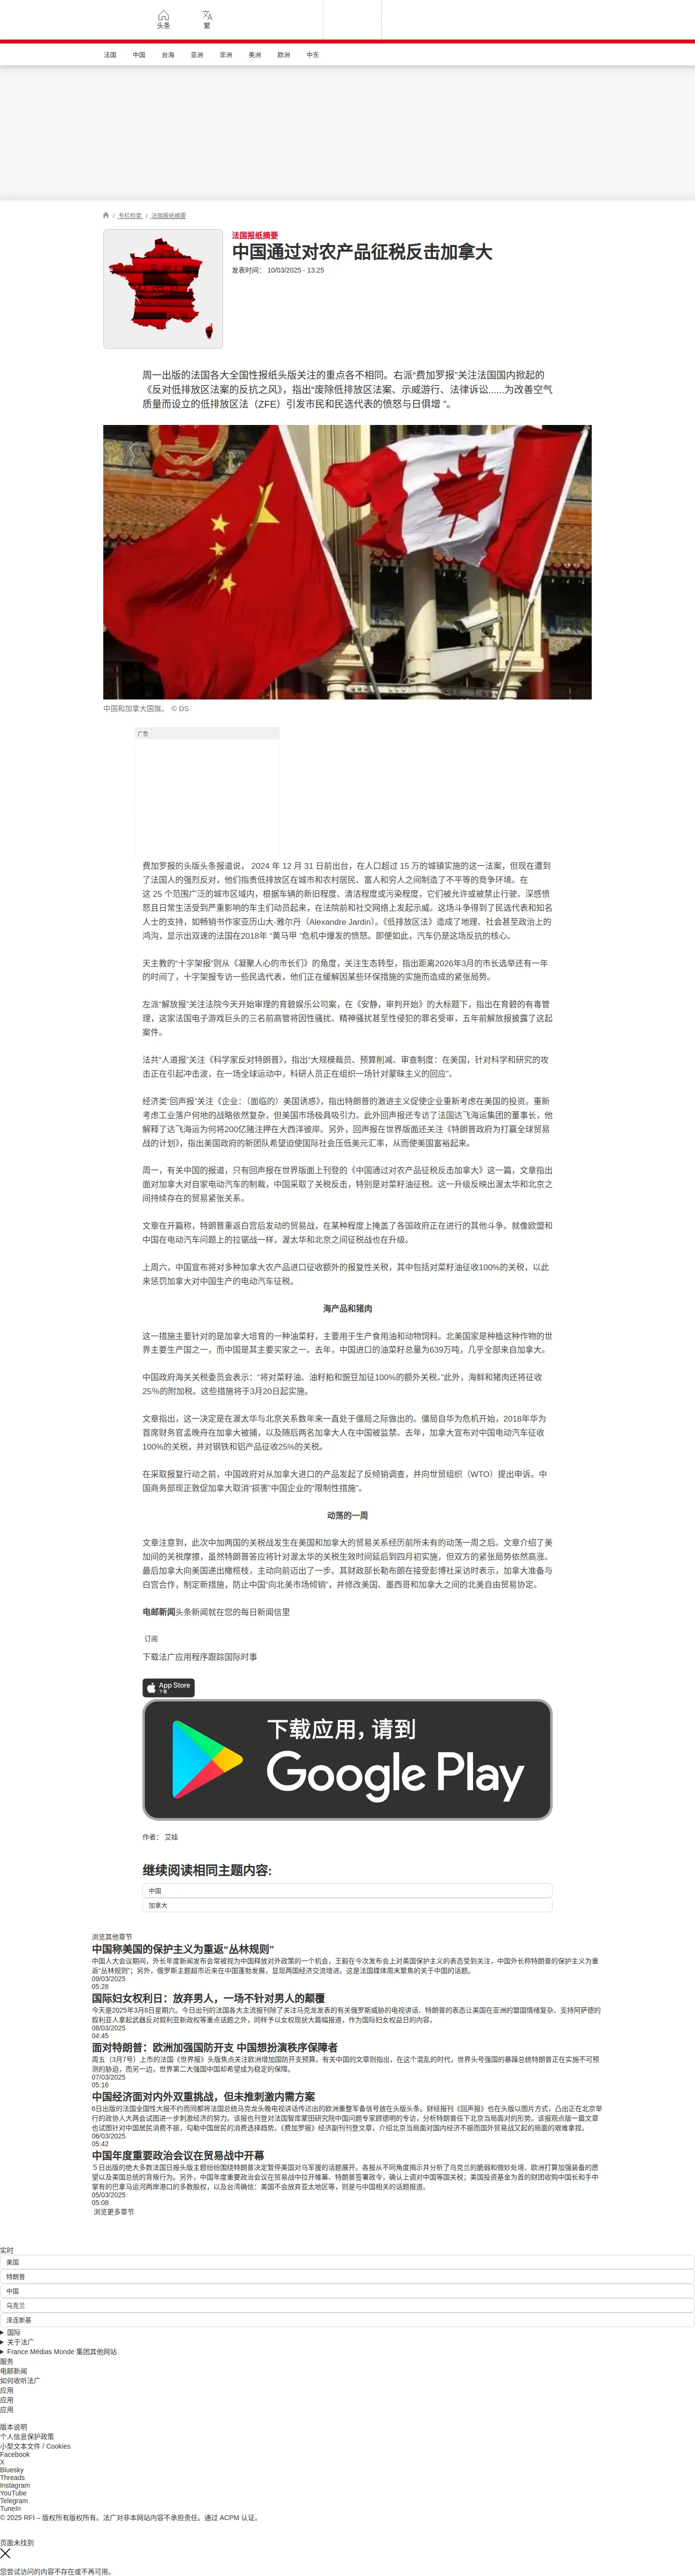 头条
繁
法国 中国 台海 亚洲 非洲 美洲 欧洲 中东
/ 专栏检索 / 法国报纸摘要
法国报纸摘要
中国通过对农产品征税反击加拿大
发表时间： 10/03/2025 - 13:25
周一出版的法国各大全国性报纸头版关注的重点各不相同。右派“费加罗报”关注法国国内掀起的
《反对低排放区法案的反抗之风》，指出“废除低排放区法案、示威游行、法律诉讼......为改善空气
质量而设立的低排放区法（ZFE）引发市民和民选代表的愤怒与日俱增 ”。
中国和加拿大国旗。 © DS
广告
费加罗报的头版头条报道说， 2024 年 12 月 31 日前出台，在人口超过 15 万的城镇实施的这一法案，但现在遭到
了法国人的强烈反对，他们指责低排放区在城市和农村居民、富人和穷人之间制造了不平等的竞争环境。在
这 25 个范围广泛的城市区域内，根据车辆的新旧程度、清洁程度或污染程度，它们被允许或被禁止行驶、深感愤
怒且日常生活受到严重影响的车主们动员起来，在法院前和社交网络上发起示威。这场斗争得到了民选代表和知名
人士的支持，如畅销书作家亚历山大-雅尔丹（Alexandre Jardin）。《低排放区法》造成了地理、社会甚至政治上的
鸿沟，显示出双速的法国在2018年 “黄马甲 ”危机中爆发的愤怒。即便如此，汽车仍是这场反抗的核心。
天主教的“十字架报”则从《凝聚人心的市长们》的角度，关注生态转型，指出距离2026年3月的市长选举还有一年
的时间了，十字架报专访一些民选代表，他们正在缓解因某些环保措施的实施而造成的紧张局势。
左派“解放报”关注法院今天开始审理的育碧娱乐公司案，在《安静，审判开始》的大标题下，指出在育碧的有毒管
理，这家法国电子游戏巨头的三名前高管将因性骚扰、精神骚扰甚至性侵犯的罪名受审，五年前解放报披露了这起
案件。
法共“人道报”关注《科学家反对特朗普》，指出“大规模裁员、预算削减、审查制度：在美国，针对科学和研究的攻
击正在引起冲击波，在一场全球运动中，科研人员正在组织一场针对蒙昧主义的回应”。
经济类“回声报”关注《企业：（面临的）美国诱惑》，指出特朗普的激进主义促使企业重新考虑在美国的投资。重新
考虑工业落户何地的战略依然复杂，但美国市场极具吸引力。此外回声报还专访了法国达飞海运集团的董事长，他
解释了达飞海运为何将200亿赌注押在大西洋彼岸。另外，回声报在世界版面还关注《特朗普政府为打赢全球贸易
战的计划》，指出美国政府的新团队希望迫使国际社会压低美元汇率，从而使美国富裕起来。
周一，有关中国的报道，只有回声报在世界版面上刊登的《中国通过对农产品征税反击加拿大》这一篇，文章指出
面对加拿大对自家电动汽车的制裁，中国采取了关税反击，特别是对菜籽油征税。这一升级反映出渥太华和北京之
间持续存在的贸易紧张关系。
文章在开篇称，特朗普重返白宫后发动的贸易战，在某种程度上掩盖了各国政府正在进行的其他斗争。就像欧盟和
中国在电动汽车问题上的拉锯战一样，渥太华和北京之间征税战也在升级。
上周六，中国宣布将对多种加拿大农产品进口征收额外的报复性关税，其中包括对菜籽油征收100%的关税，以此
来惩罚加拿大对中国生产的电动汽车征税。
海产品和猪肉
这一措施主要针对的是加拿大培育的一种油菜籽，主要用于生产食用油和动物饲料。北美国家是种植这种作物的世
界主要生产国之一，而中国是其主要买家之一。去年，中国进口的油菜籽总量为639万吨，几乎全部来自加拿大。
中国政府海关关税委员会表示：“将对菜籽油、油籽粕和豌豆加征100%的额外关税。”此外，海鲜和猪肉还将征收
25%的附加税。这些措施将于3月20日起实施。
文章指出，这一决定是在渥太华与北京关系数年来一直处于僵局之际做出的。僵局自华为危机开始，2018年华为
首席财务官孟晚舟在加拿大被捕，以及随后两名加拿大人在中国被监禁。去年，加拿大宣布对中国电动汽车征收
100%的关税，并对钢铁和铝产品征收25%的关税。
在采取报复行动之前，中国政府对从加拿大进口的产品发起了反倾销调查，并向世贸组织（WTO）提出申诉。中
国商务部现正敦促加拿大取消“损害”中国企业的“限制性措施”。
动荡的一周
文章注意到，此次中加两国的关税战发生在美国和加拿大的贸易关系经历前所未有的动荡一周之后。文章介绍了美
加间的关税摩擦，虽然特朗普答应将针对渥太华的关税生效时间延后到四月初实施，但双方的紧张局势依然高涨。
最后加拿大向美国递出橄榄枝，主动向前迈出了一步。其财政部长勒布朗在接受彭博社采访时表示，加拿大准备与
白宫合作，制定新措施，防止中国“向北美市场倾销”，并修改美国、墨西哥和加拿大之间的北美自由贸易协定。
电邮新闻头条新闻就在您的每日新闻信里
订阅
下载法广应用程序跟踪国际时事
App Store
下载
下载应用，请到
Google Play
作者： 艾娃
继续阅读相同主题内容:
中国
加拿大
浏览其他章节
中国称美国的保护主义为重返“丛林规则”
中国人大会议期间，外长年度新闻发布会常被视为中国释放对外政策的一个机会，王毅在今次发布会上对美国保护主义的表态受到关注，中国外长称特朗普的保护主义为重
返“丛林规则”；另外，俄罗斯主题超市近来在中国蓬勃发展，显现两国经济交流增进。这是法国媒体周末聚焦的关于中国的话题。
09/03/2025
05:28
国际妇女权利日：放弃男人，一场不针对男人的颠覆
今天是2025年3月8日星期六。今日出刊的法国各大主流报刊除了关注马克龙发表的有关俄罗斯威胁的电视讲话、特朗普的表态让美国在亚洲的盟国情绪复杂、支持阿萨德的
叙利亚人拿起武器反对叙利亚新政权等重点话题之外，同样予以女权现状大篇幅报道，作为国际妇女权益日的内容。
08/03/2025
04:45
面对特朗普：欧洲加强国防开支 中国想扮演秩序保障者
周五（3月7号）上市的法国《世界报》头版焦点关注欧洲增加国防开支预算。有关中国的文章则指出，在这个混乱的时代，世界头号强国的暴躁总统特朗普正在实施不可预
测的胁迫，而另一边，世界第二大强国中国却希望成为稳定的保障。
07/03/2025
05:16
中国经济面对内外双重挑战，但未推刺激内需方案
6日出版的法国全国性大报不约而同都将法国总统马克龙头晚电视讲话传达出的欧洲重整军备信号放在头版头条。财经报刊《回声报》也在头版以图片方式，凸出正在北京举
行的政协人大两会试图进一步刺激经济的努力。该报也刊登对法国智库蒙田研究院中国问题专家顾德明的专访，分析特朗普任下北京当局面对的形势。该报观点版一篇文章
也试图针对中国居民消费不振，勾勒中国居民的消费选择趋势。《费加罗报》经济副刊刊登文章，介绍北京当局面对国内经济不振而国外贸易战又起的局面的艰难拿捏。
06/03/2025
05:42
中国年度重要政治会议在贸易战中开幕
５日出版的绝大多数法国日报头版主题纷纷围绕特朗普决定暂停美国对乌军援的话题展开。各报从不同角度揭示并分析了乌克兰的脆弱和微妙处境、欧洲打算加强装备的愿
望以及美国总统的背叛行为。另外，中国年度重要政治会议在贸易战中拉开帷幕、特朗普签署政令，确认上调对中国等国关税；美国投资基金为首的财团收购中国长和手中
掌有的巴拿马运河两岸港口的多数股权，以及台湾确信：美国不会放弃亚太地区等，则是与中国相关的话题报道。
05/03/2025
05:08
浏览更多章节
实时
美国
特朗普
中国
乌克兰
泽连斯基
国际
关于法广
France Médias Monde 集团其他网站
服务
电邮新闻
如何收听法广
应用
应用
应用
版本说明
个人信息保护政策
小型文本文件 / Cookies
Facebook
X
Bluesky
Threads
Instagram
YouTube
Telegram
TuneIn
© 2025 RFI – 版权所有版权所有。法广对非本网站内容不承担责任。通过 ACPM 认证。
页面未找到
您尝试访问的内容不存在或不再可用。